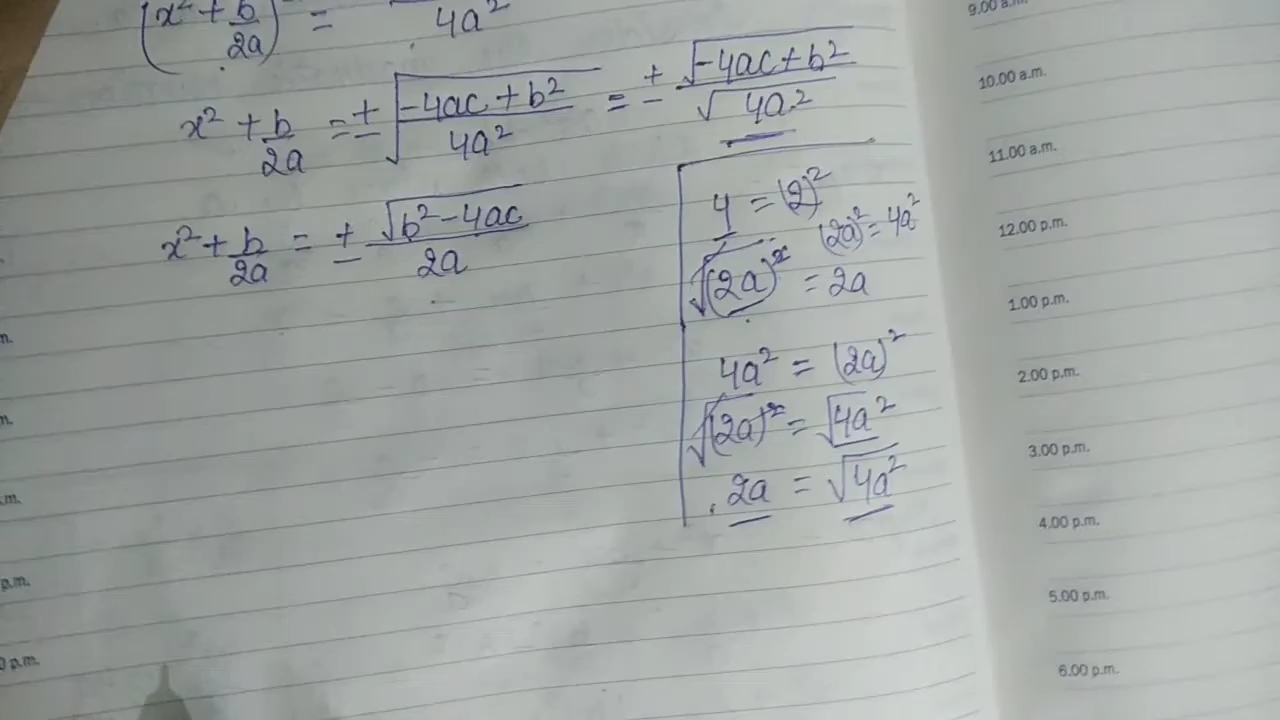 (x² + b/2a)² = /4a²
x² + b/2a = ± √(-4ac + b²/4a²) = ± √-4ac + b²/√4a²
x² + b/2a = ± √b² - 4ac/2a
4 = (2)²
(2a)² = 4a²
√(2a)² = 2a
4a² = (2a)²
√(2a)² = √4a²
2a = √4a²
9.00 a.m.
10.00 a.m.
11.00 a.m.
12.00 p.m.
1.00 p.m.
2.00 p.m.
3.00 p.m.
4.00 p.m.
5.00 p.m.
6.00 p.m.
m.
m.
.m.
p.m.
0 p.m.